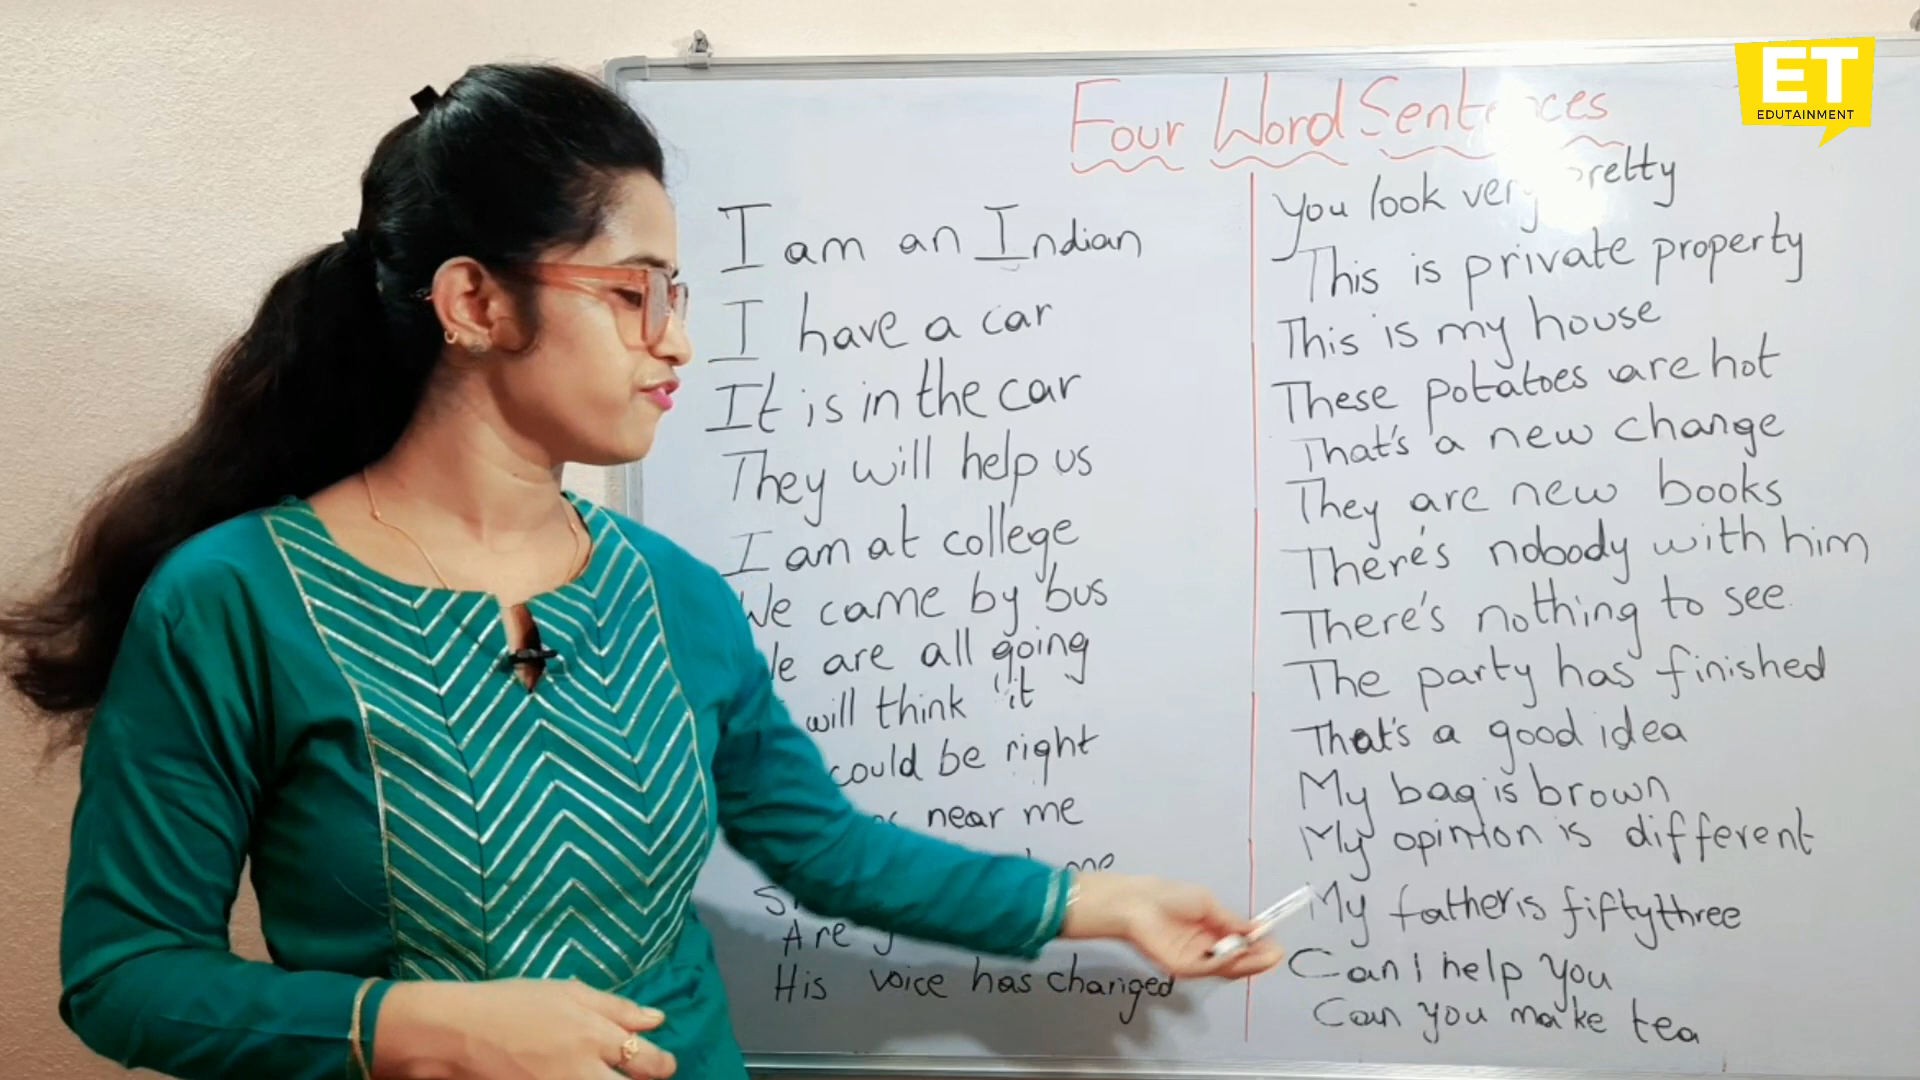 Four Word Sentences
ET
EDUTAINMENT
I am an Indian
I have a car
It is in the car
They will help us
I am at college
We came by bus
are all going
will think it
could be right
near me
me
Are
His voice has changed
You look very pretty
This is private property
This is my house
These potatoes are hot
That's a new change
They are new books
There's nobody with him
There's nothing to see
The party has finished
That's a good idea
My bag is brown
My opinion is different
My father is fiftythree
Can I help you
Can you make tea